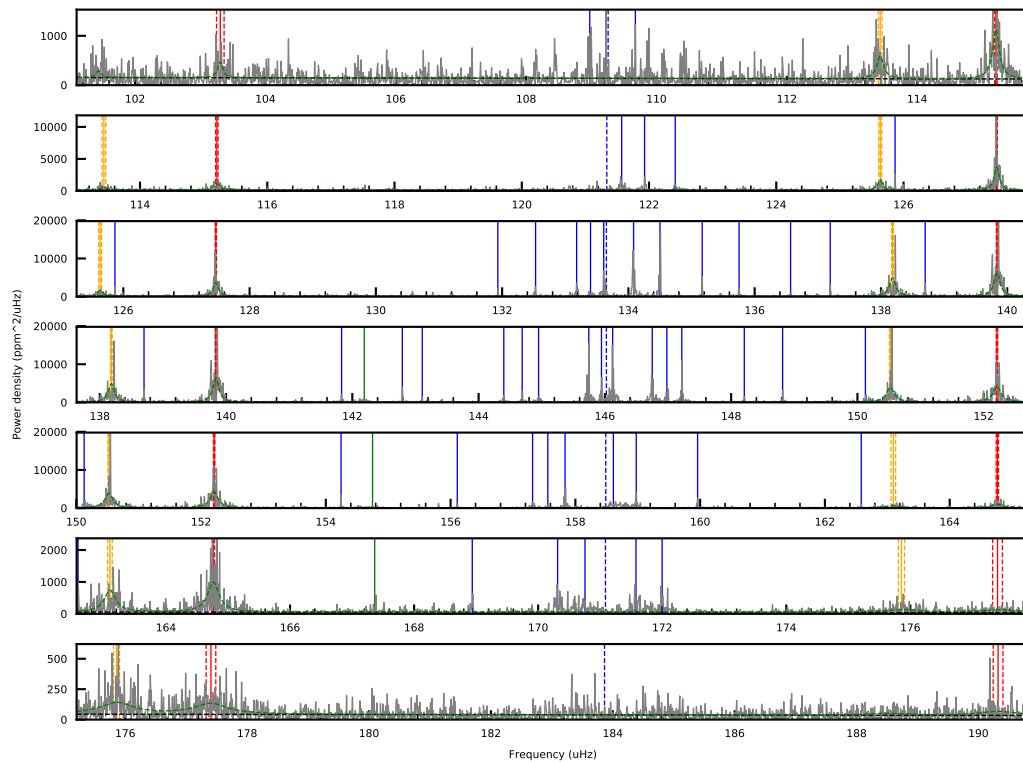 1000
0
102 104 106 108 110 112 114
10000
5000
0
114 116 118 120 122 124 126
20000
10000
0
126 128 130 132 134 136 138 140
20000
10000
0
138 140 142 144 146 148 150 152
Power density (ppm^2/uHz)
20000
10000
0
150 152 154 156 158 160 162 164
2000
1000
0
164 166 168 170 172 174 176
500
250
0
176 178 180 182 184 186 188 190
Frequency (uHz)